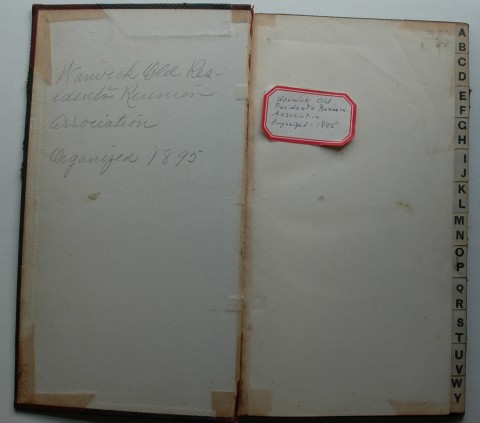 Warwick Old Res-
idents Reunion
Association
Organized 1895
Warwick Old
Residents Reunion
Association
Organized 1895
A
B
C
D
E
F
G
H
I
J
K
L
M
N
O
P
Q
R
S
T
U
V
W
Y